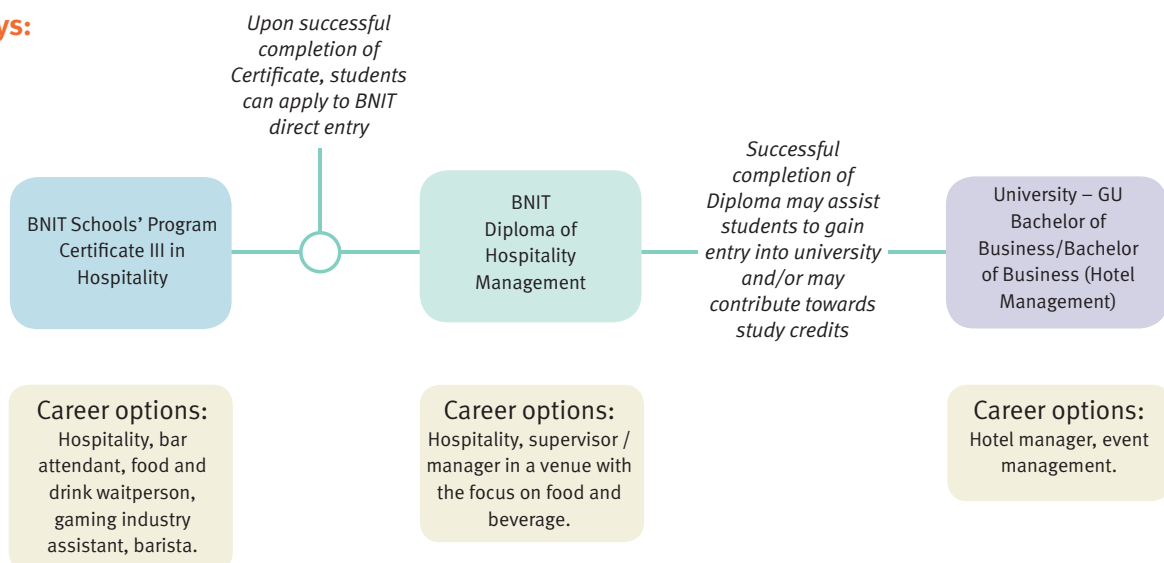 ys:
Upon successful
completion of
Certificate, students
can apply to BNIT
direct entry
BNIT Schools’ Program
Certificate III in
Hospitality
BNIT
Diploma of
Hospitality
Management
Successful
completion of
Diploma may assist
students to gain
entry into university
and/or may
contribute towards
study credits
University – GU
Bachelor of
Business/Bachelor
of Business (Hotel
Management)
Career options:
Hospitality, bar
attendant, food and
drink waitperson,
gaming industry
assistant, barista.
Career options:
Hospitality, supervisor /
manager in a venue with
the focus on food and
beverage.
Career options:
Hotel manager, event
management.